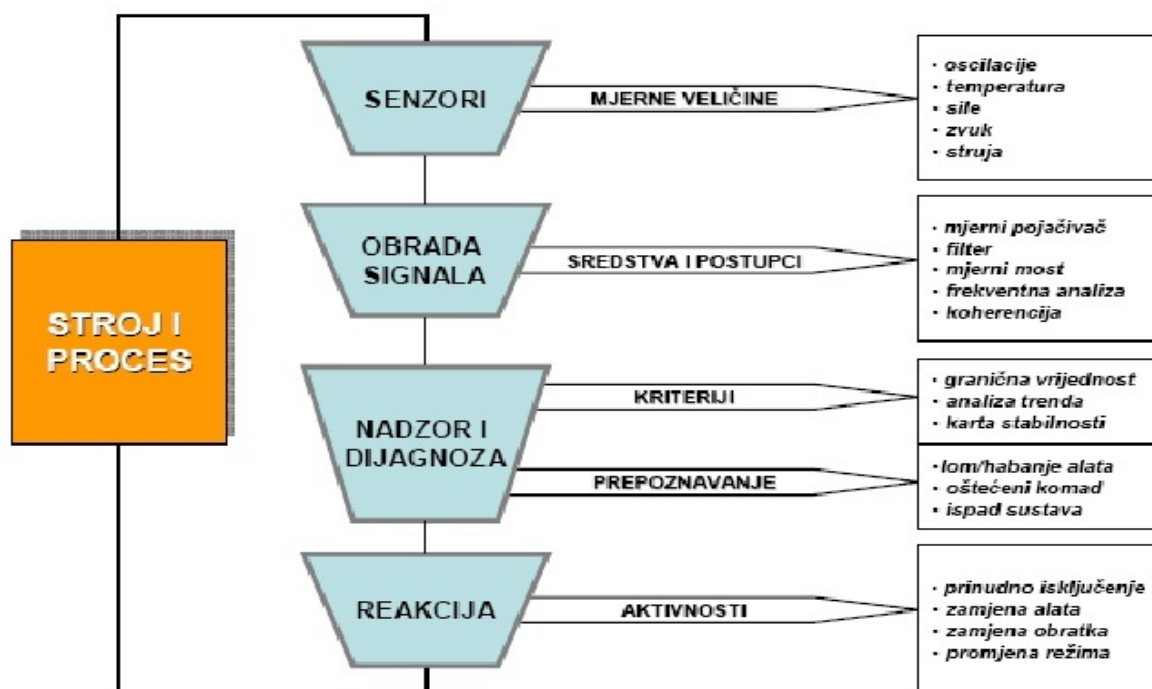 SENZORI
MJERNE VELIČINE
· oscilacije
· temperatura
· sile
· zvuk
· struja
STROJ I
PROCES
OBRADA
SIGNALA
SREDSTVA I POSTUPCI
· mjerni pojačivač
· filter
· mjerni most
· frekventna analiza
· koherencija
NADZOR I
DIJAGNOZA
KRITERIJI
· granična vrijednost
· analiza trenda
· karta stabilnosti
PREPOZNAVANJE
·lom/habanje alata
· oštećeni komad
· ispad sustava
REAKCIJA
AKTIVNOSTI
· prinudno isključenje
· zamjena alata
· zamjena obratka
· promjena režima